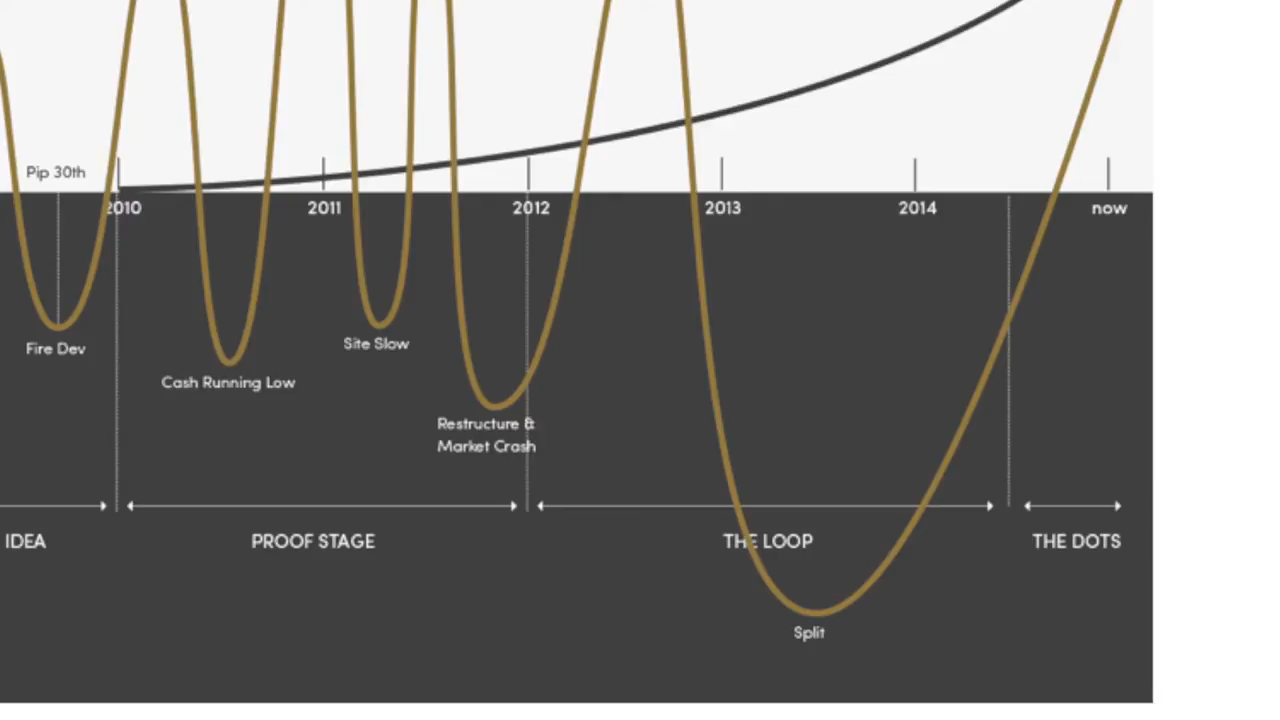 Pip 30th
2010
2011
2012
2013
2014
now
Fire Dev
Site Slow
Cash Running Low
Restructure &
Market Crash
IDEA
PROOF STAGE
THE LOOP
THE DOTS
Split